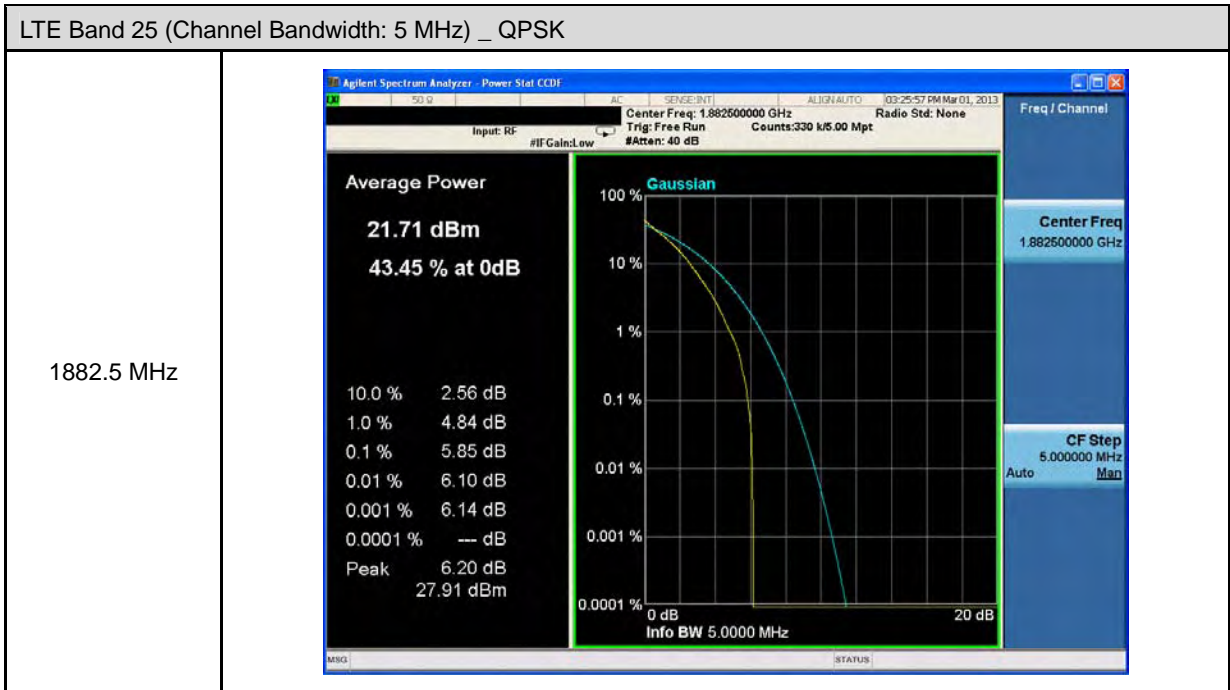 LTE Band 25 (Channel Bandwidth: 5 MHz) _ QPSK
1882.5 MHz
Agilent Spectrum Analyzer - Power Stat CCDF
50 Ω AC SENSE:INT ALIGN AUTO 03:25:57 PM Mar 01, 2013
Center Freq: 1.882500000 GHz Radio Std: None
Input: RF Trig: Free Run Counts:330 k/5.00 Mpt
#IFGain:Low #Atten: 40 dB
Average Power
21.71 dBm
43.45 % at 0dB
10.0 % 2.56 dB
1.0 % 4.84 dB
0.1 % 5.85 dB
0.01 % 6.10 dB
0.001 % 6.14 dB
0.0001 % --- dB
Peak 6.20 dB
27.91 dBm
Gaussian
100 %
10 %
1 %
0.1 %
0.01 %
0.001 %
0.0001 %
0 dB 20 dB
Info BW 5.0000 MHz
Freq / Channel
Center Freq
1.882500000 GHz
CF Step
5.000000 MHz
Auto Man
MSG STATUS